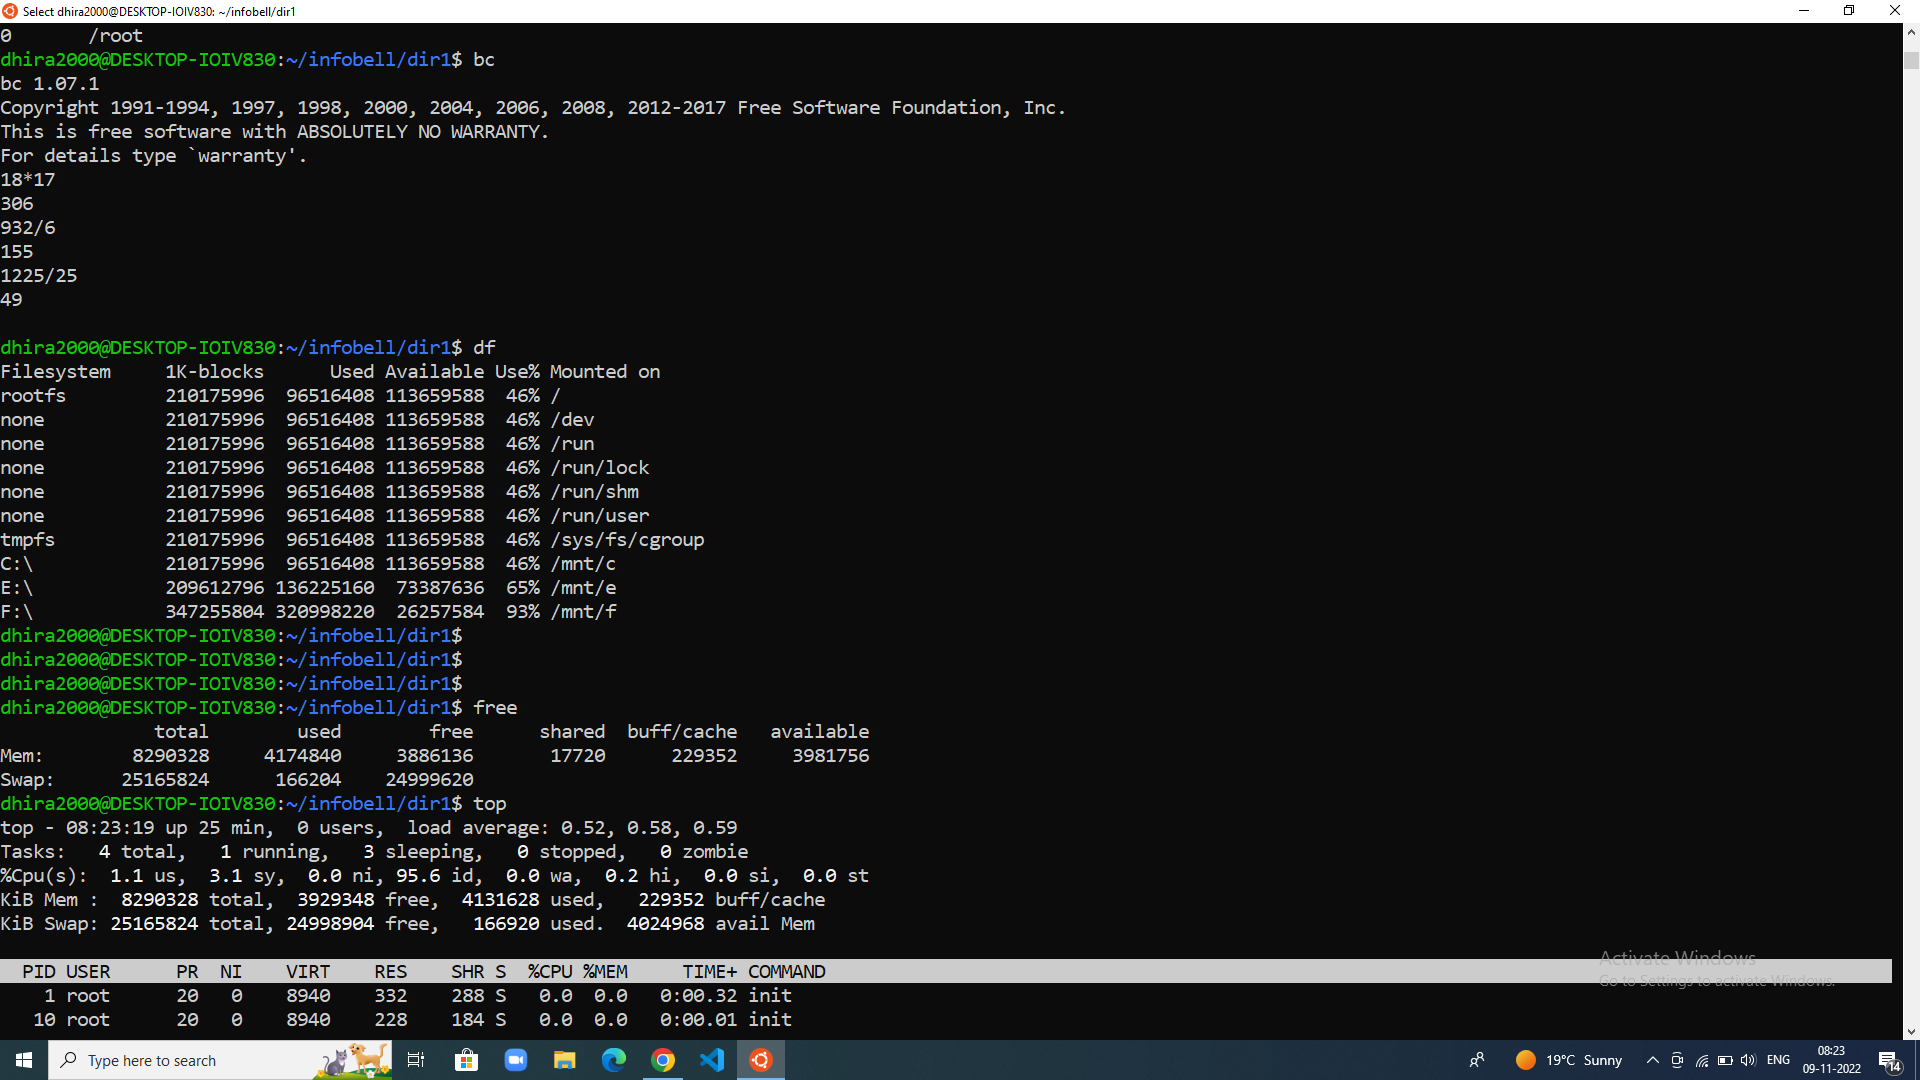 Select dhira2000@DESKTOP-IOIV830: ~/infobell/dir1
0       /root
dhira2000@DESKTOP-IOIV830:~/infobell/dir1$ bc
bc 1.07.1
Copyright 1991-1994, 1997, 1998, 2000, 2004, 2006, 2008, 2012-2017 Free Software Foundation, Inc.
This is free software with ABSOLUTELY NO WARRANTY.
For details type `warranty'.
18*17
306
932/6
155
1225/25
49
dhira2000@DESKTOP-IOIV830:~/infobell/dir1$ df
Filesystem     1K-blocks      Used Available Use% Mounted on
rootfs         210175996  96516408 113659588  46% /
none           210175996  96516408 113659588  46% /dev
none           210175996  96516408 113659588  46% /run
none           210175996  96516408 113659588  46% /run/lock
none           210175996  96516408 113659588  46% /run/shm
none           210175996  96516408 113659588  46% /run/user
tmpfs          210175996  96516408 113659588  46% /sys/fs/cgroup
C:\            210175996  96516408 113659588  46% /mnt/c
E:\            209612796 136225160  73387636  65% /mnt/e
F:\            347255804 320998220  26257584  93% /mnt/f
dhira2000@DESKTOP-IOIV830:~/infobell/dir1$
dhira2000@DESKTOP-IOIV830:~/infobell/dir1$
dhira2000@DESKTOP-IOIV830:~/infobell/dir1$
dhira2000@DESKTOP-IOIV830:~/infobell/dir1$ free
              total        used        free      shared  buff/cache   available
Mem:        8290328     4174840     3886136       17720      229352     3981756
Swap:      25165824      166204    24999620
dhira2000@DESKTOP-IOIV830:~/infobell/dir1$ top
top - 08:23:19 up 25 min,  0 users,  load average: 0.52, 0.58, 0.59
Tasks:   4 total,   1 running,   3 sleeping,   0 stopped,   0 zombie
%Cpu(s):  1.1 us,  3.1 sy,  0.0 ni, 95.6 id,  0.0 wa,  0.2 hi,  0.0 si,  0.0 st
KiB Mem :  8290328 total,  3929348 free,  4131628 used,   229352 buff/cache
KiB Swap: 25165824 total, 24998904 free,   166920 used.  4024968 avail Mem
Activate Windows
  PID USER      PR  NI    VIRT    RES    SHR S  %CPU %MEM     TIME+ COMMAND
Go to Settings to activate Windows.
    1 root      20   0    8940    332    288 S   0.0  0.0   0:00.32 init
   10 root      20   0    8940    228    184 S   0.0  0.0   0:00.01 init
Type here to search
19°C Sunny
ENG
08:23
09-11-2022
14